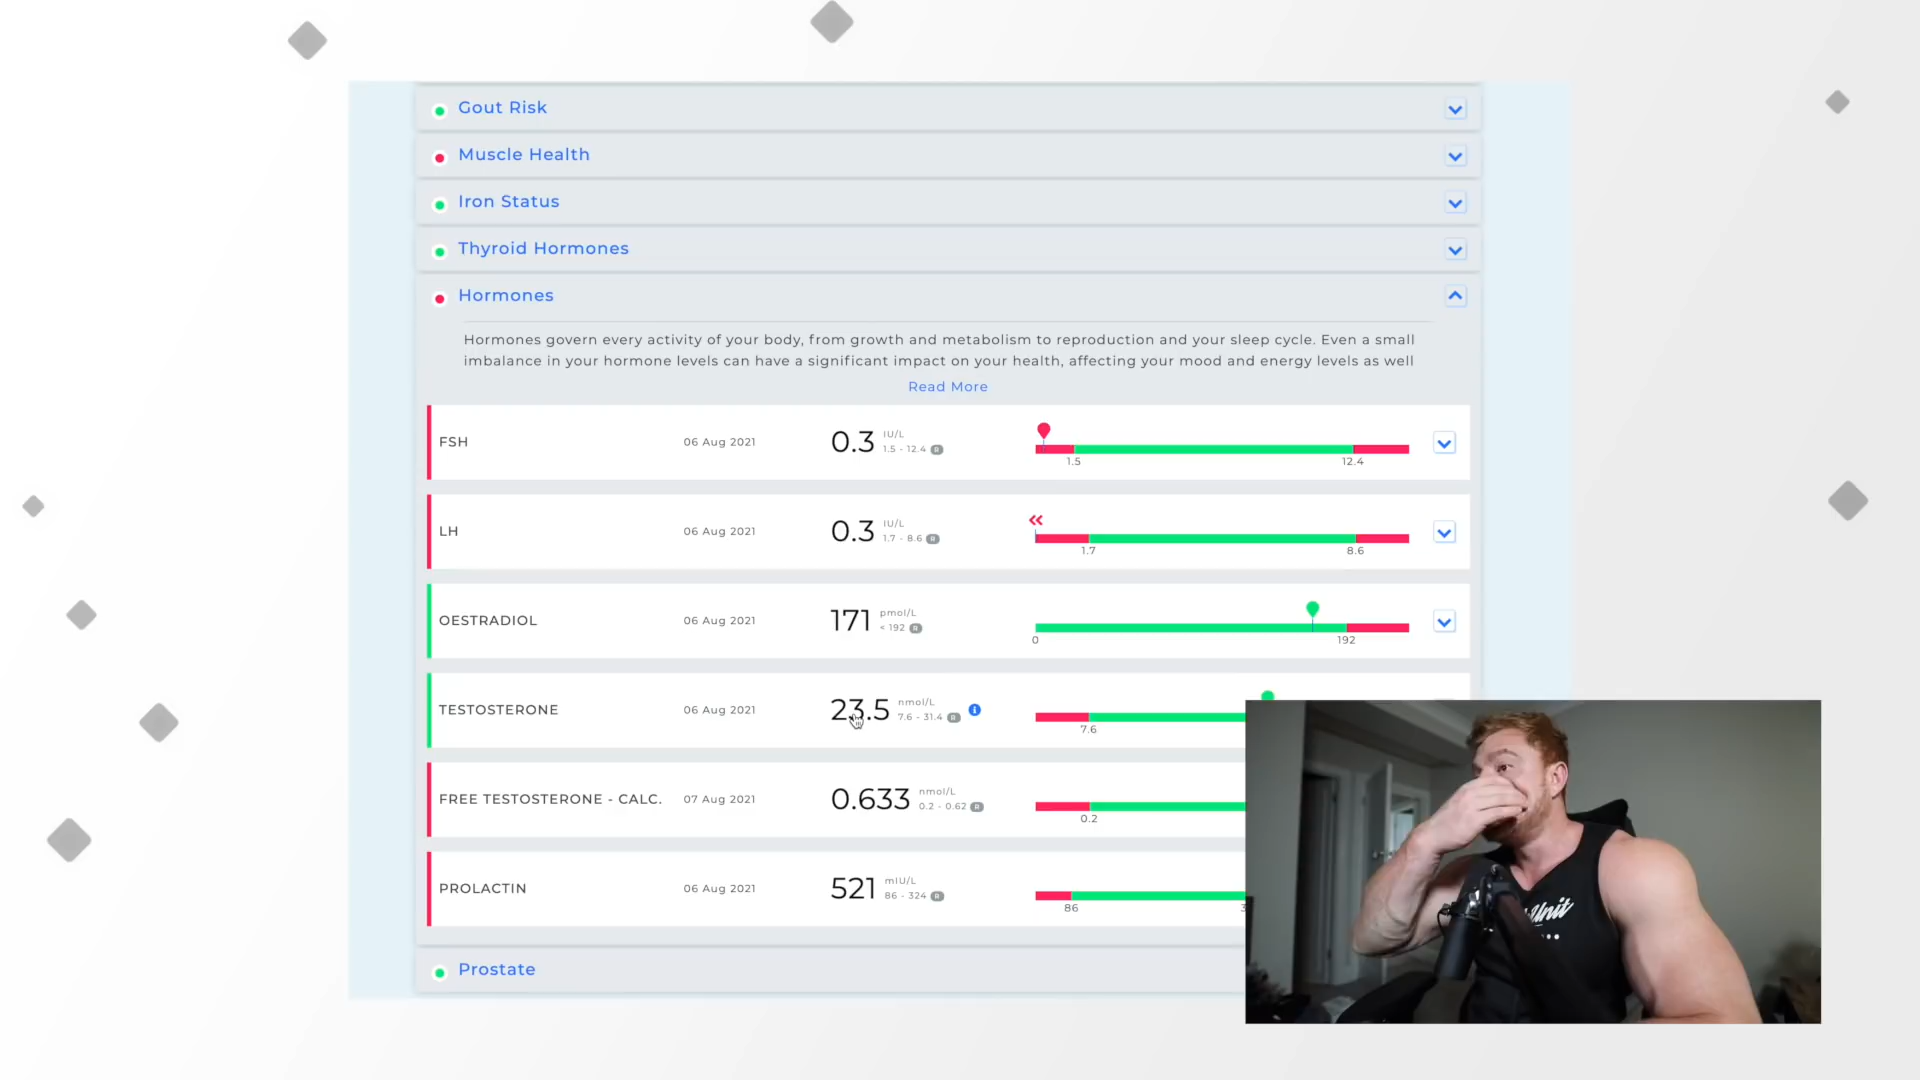 Gout Risk
Muscle Health
Iron Status
Thyroid Hormones
Hormones
Hormones govern every activity of your body, from growth and metabolism to reproduction and your sleep cycle. Even a small
imbalance in your hormone levels can have a significant impact on your health, affecting your mood and energy levels as well
Read More
FSH 06 Aug 2021 0.3 IU/L 1.5 - 12.4 R
1.5 12.4
LH 06 Aug 2021 0.3 IU/L 1.7 - 8.6 R
1.7 8.6
OESTRADIOL 06 Aug 2021 171 pmol/L < 192 R
0 192
TESTOSTERONE 06 Aug 2021 23.5 nmol/L 7.6 - 31.4 R
7.6
FREE TESTOSTERONE - CALC. 07 Aug 2021 0.633 nmol/L 0.2 - 0.62 R
0.2
PROLACTIN 06 Aug 2021 521 mIU/L 86 - 324 R
86 3
Prostate